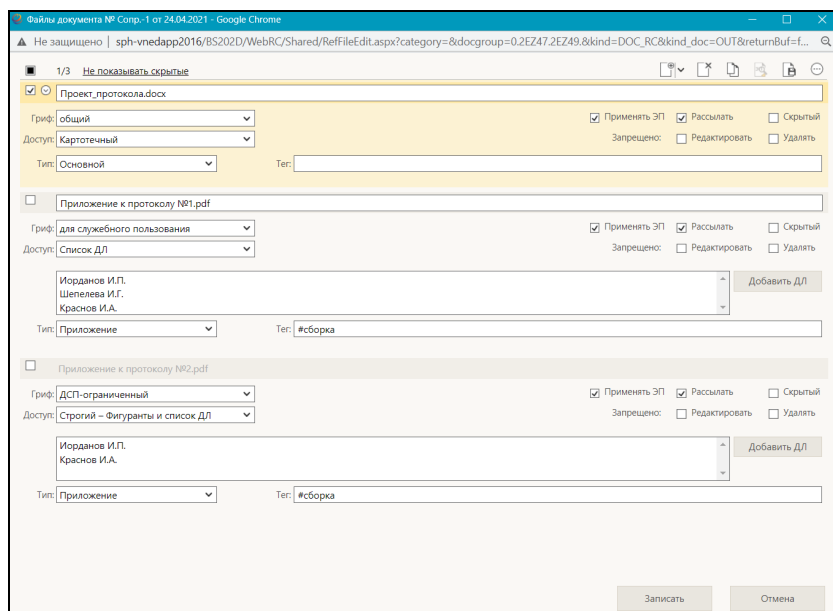 Файлы документа № Сопр.-1 от 24.04.2021 - Google Chrome
Не защищено | sph-vnedapp2016/BS202D/WebRC/Shared/RefFileEdit.aspx?category=&docgroup=0.2EZ47.2EZ49.&kind=DOC_RC&kind_doc=OUT&returnBuf=f...
1/3 Не показывать скрытые
Проект_протокола.docx
Гриф: общий Применять ЭП Рассылать Скрытый
Доступ: Картотечный Запрещено: Редактировать Удалять
Тип: Основной Тег:
Приложение к протоколу №1.pdf
Гриф: для служебного пользования Применять ЭП Рассылать Скрытый
Доступ: Список ДЛ Запрещено: Редактировать Удалять
Иорданов И.П. Добавить ДЛ
Шепелева И.Г.
Краснов И.А.
Тип: Приложение Тег: #сборка
Приложение к протоколу №2.pdf
Гриф: ДСП-ограниченный Применять ЭП Рассылать Скрытый
Доступ: Строгий – Фигуранты и список ДЛ Запрещено: Редактировать Удалять
Иорданов И.П. Добавить ДЛ
Краснов И.А.
Тип: Приложение Тег: #сборка
Записать Отмена